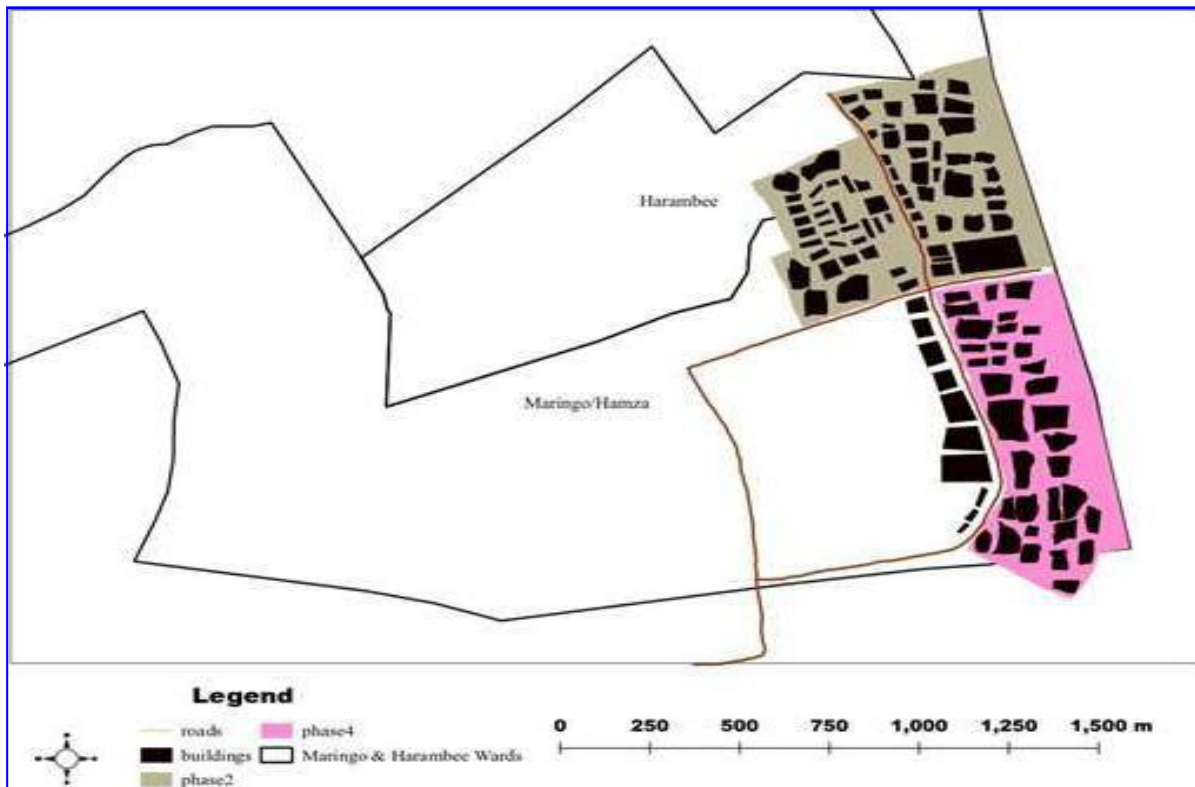 Harambee
Maringo/Hamza
Legend
roads
buildings
phase2
phase4
Maringo & Harambee Wards
0 250 500 750 1,000 1,250 1,500 m